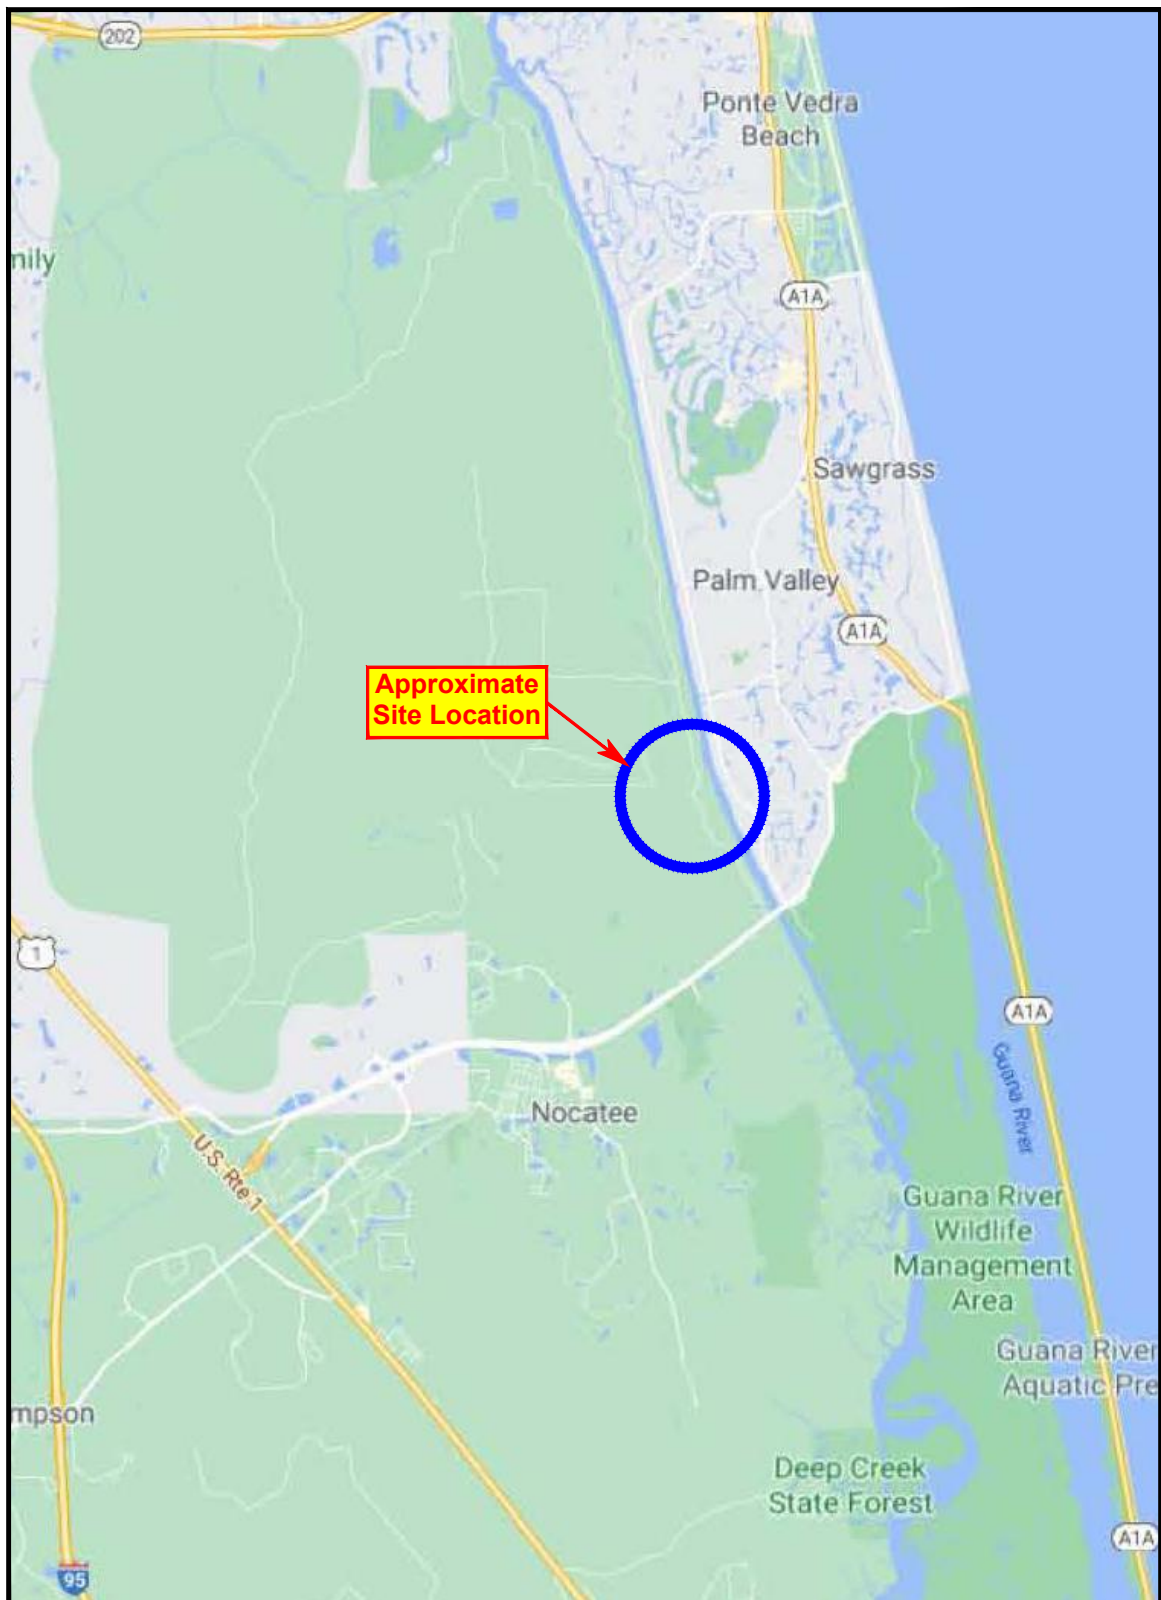 202
Ponte Vedra
Beach
nily
A1A
Sawgrass
Palm Valley
A1A
Approximate
Site Location
1
A1A
Guana River
Nocatee
U.S. Rte 1
Guana River
Wildlife
Management
Area
Guana River
Aquatic Pre
mpson
Deep Creek
State Forest
A1A
95